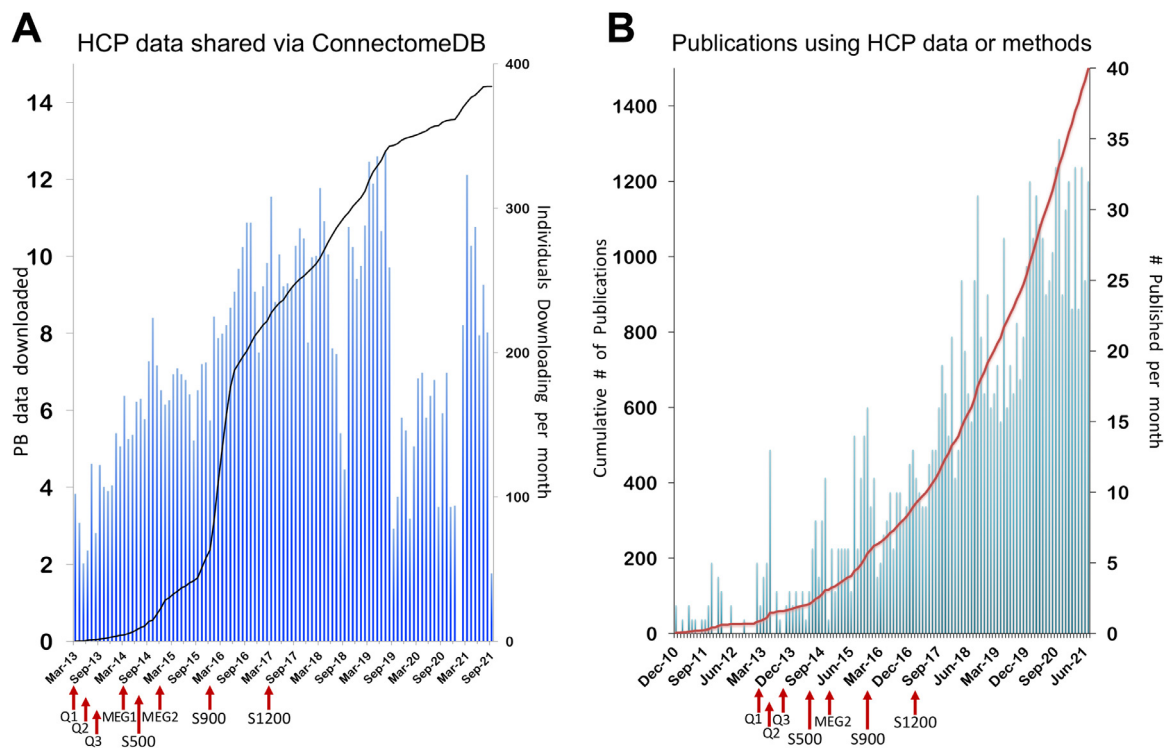 A
HCP data shared via ConnectomeDB
PB data downloaded
14
12
10
8
6
4
2
0
400
300
200
100
0
Individuals Downloading per month
Mar-13
Sep-13
Mar-14
Sep-14
Mar-15
Sep-15
Mar-16
Sep-16
Mar-17
Sep-17
Mar-18
Sep-18
Mar-19
Sep-19
Mar-20
Sep-20
Mar-21
Sep-21
Q1
Q2
Q3
MEG1
S500
MEG2
S900
S1200
B
Publications using HCP data or methods
Cumulative # of Publications
1400
1200
1000
800
600
400
200
0
40
35
30
25
20
15
10
5
0
# Published per month
Dec-10
Sep-11
Jun-12
Mar-13
Dec-13
Sep-14
Jun-15
Mar-16
Dec-16
Sep-17
Jun-18
Mar-19
Dec-19
Sep-20
Jun-21
Q1
Q2
Q3
S500
MEG2
S900
S1200